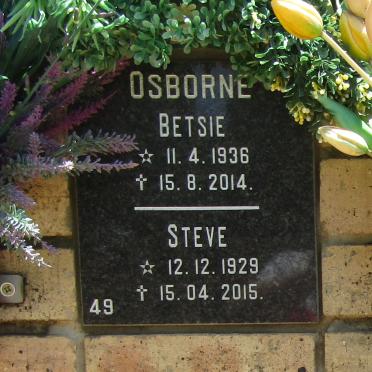 OSBORNE
BETSIE
☆ 11. 4. 1936
✝ 15. 8. 2014.
STEVE
☆ 12. 12. 1929
✝ 15. 04. 2015.
49